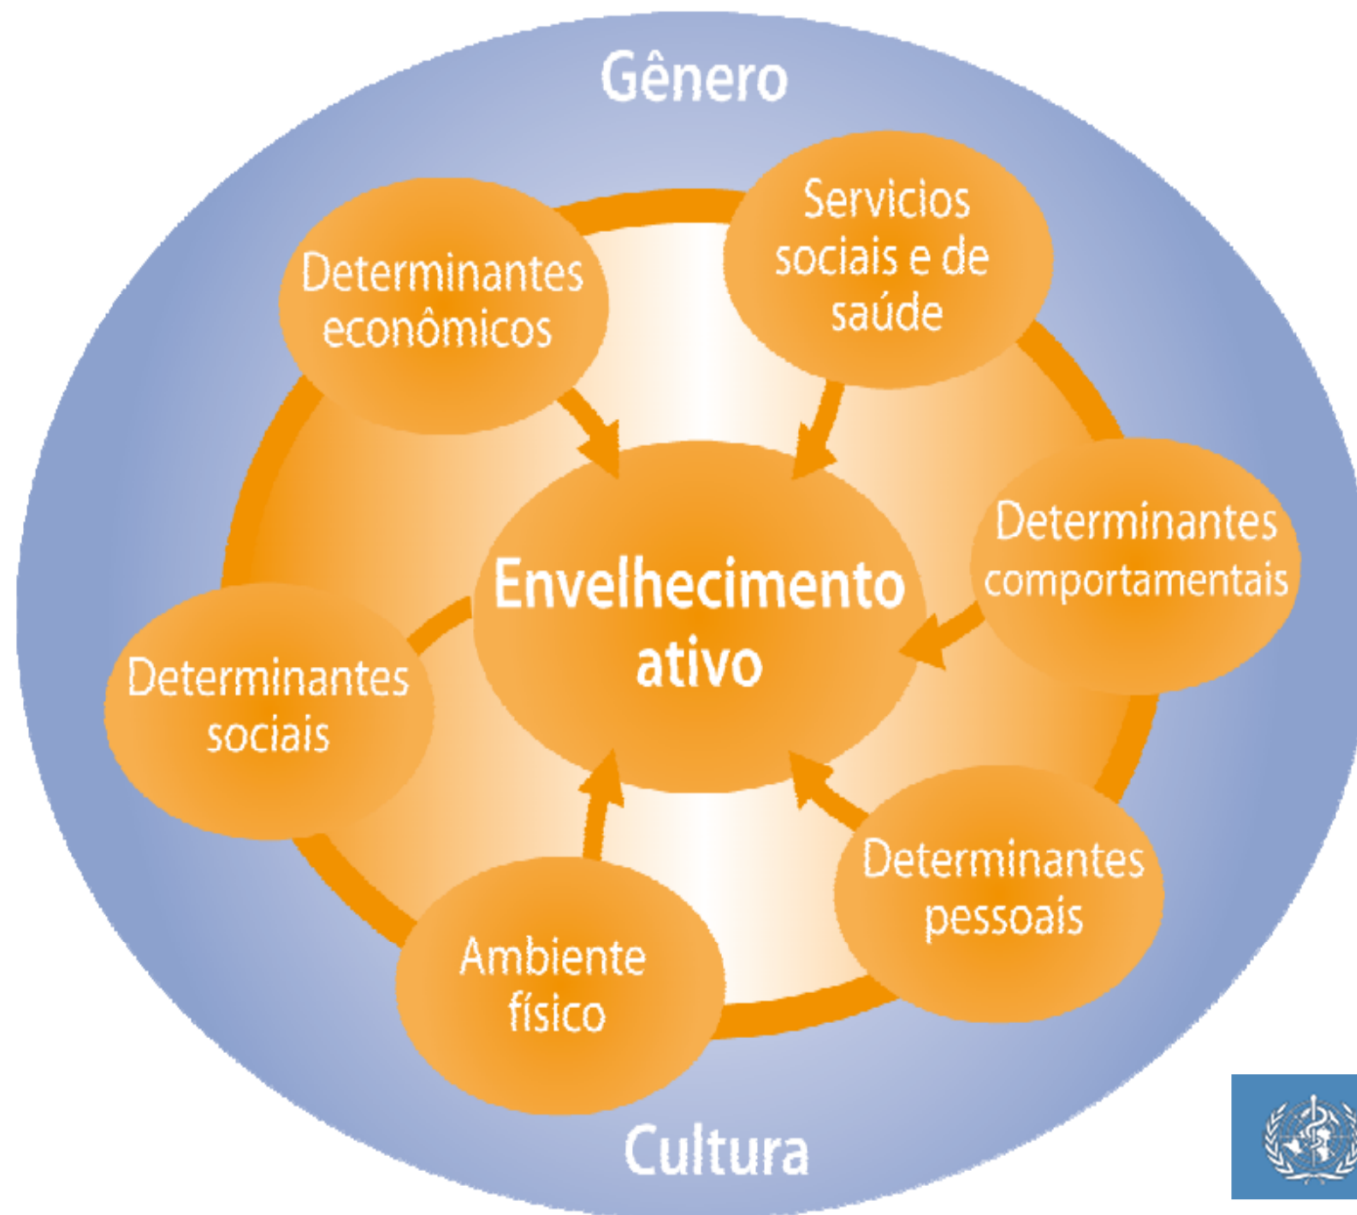 Gênero
Servicios
sociais e de
saúde
Determinantes
econômicos
Determinantes
comportamentais
Envelhecimento
ativo
Determinantes
sociais
Determinantes
pessoais
Ambiente
físico
Cultura